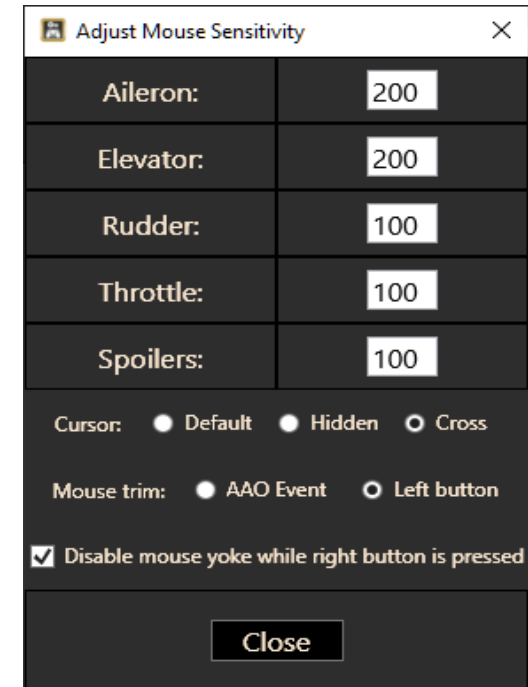 Adjust Mouse Sensitivity
Aileron: 200
Elevator: 200
Rudder: 100
Throttle: 100
Spoilers: 100
Cursor: Default Hidden Cross
Mouse trim: AAO Event Left button
Disable mouse yoke while right button is pressed
Close